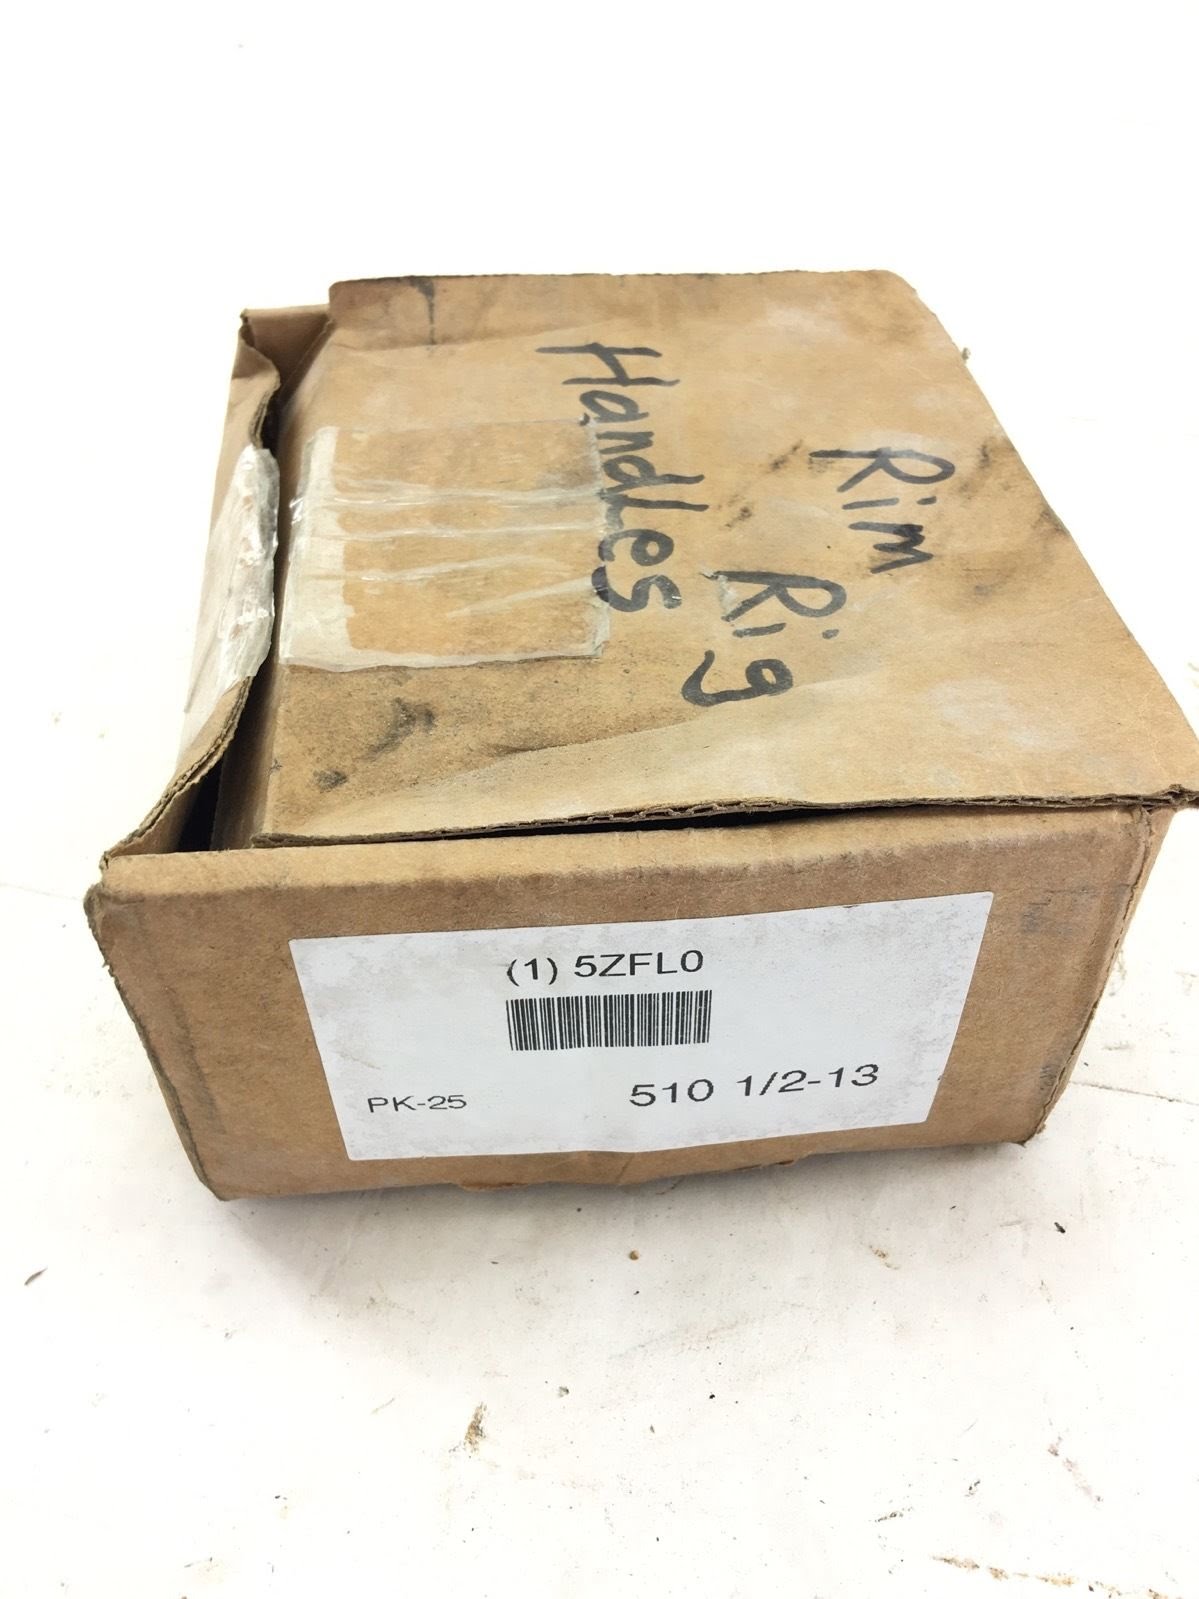 Rim
Rig
HandLes
(1) 5ZFL0
PK-25
510 1/2-13